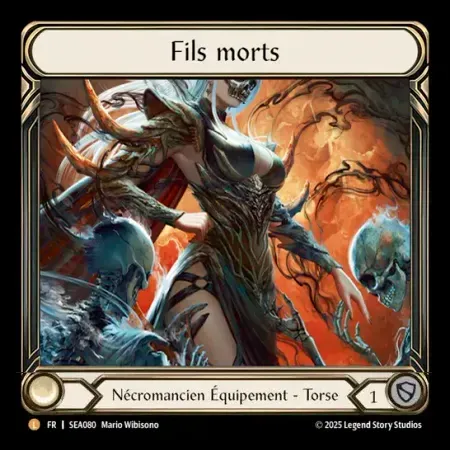 Fils morts
Nécromancien Équipement - Torse
1
L FR | SEA080 Mario Wibisono
© 2025 Legend Story Studios